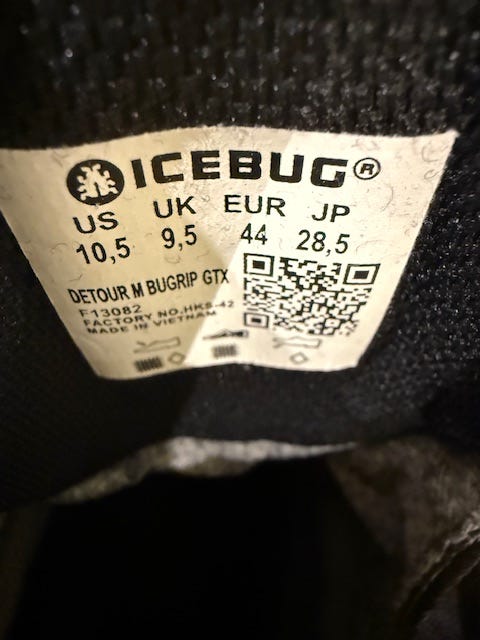 ICEBUG®
US UK EUR JP
10,5 9,5 44 28,5
DETOUR M BUGRIP GTX
F13082
FACTORY NO.HKS-42
MADE IN VIETNAM